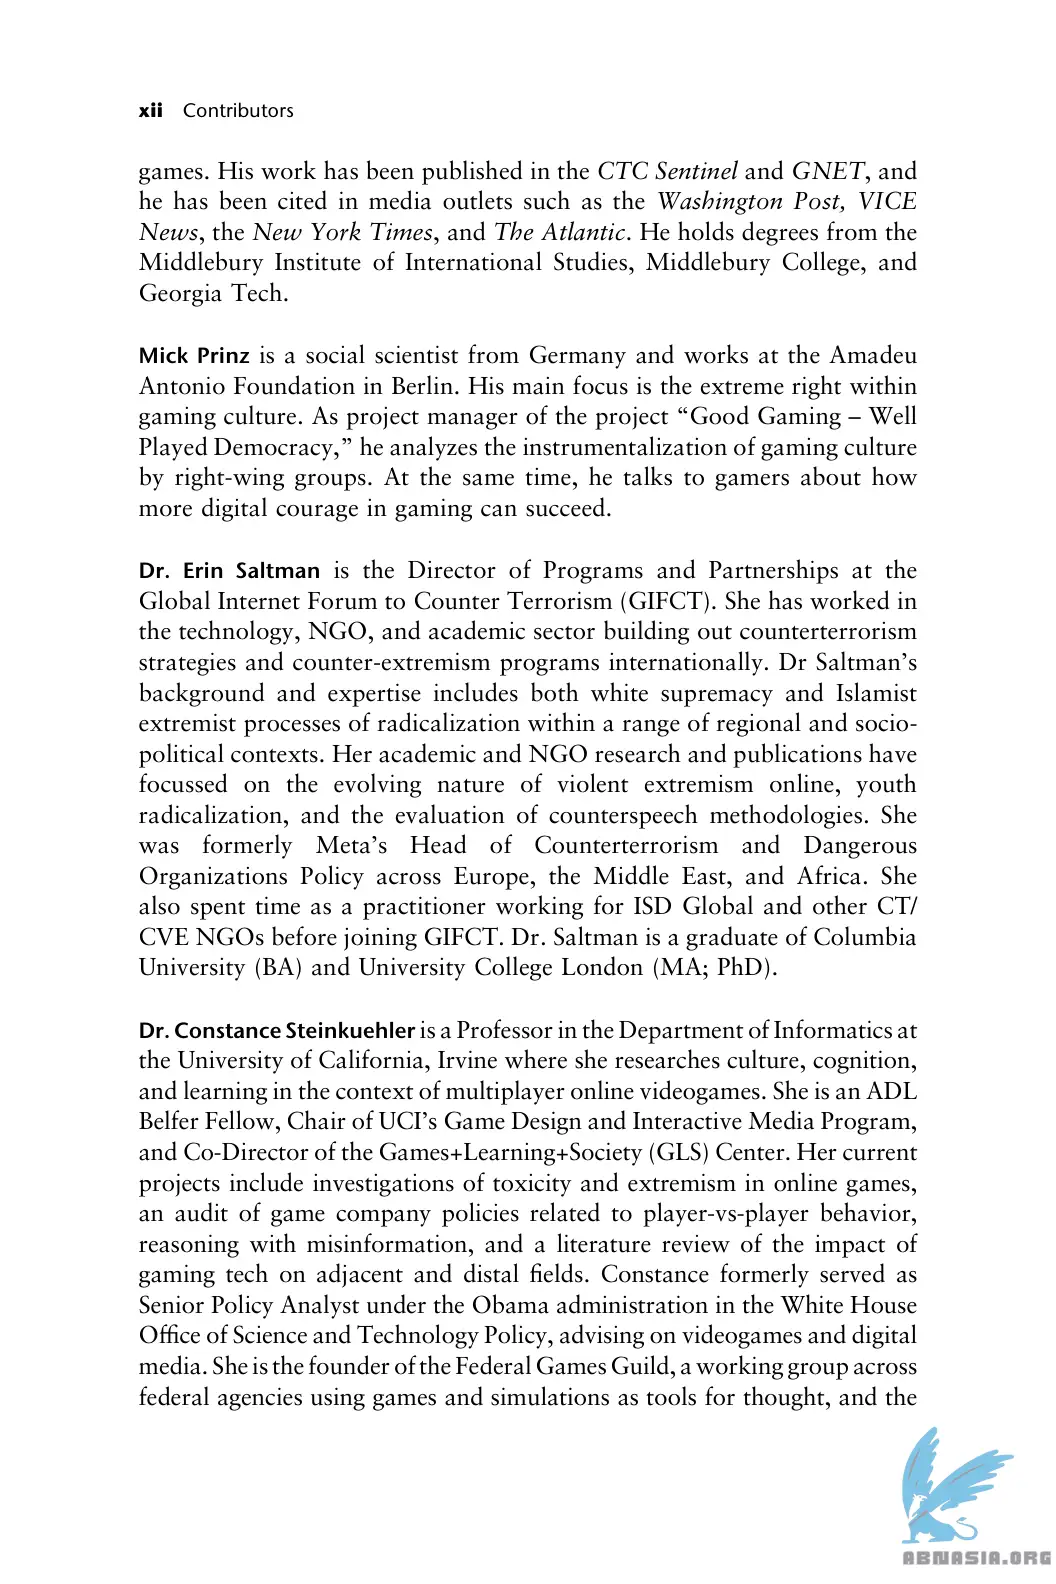 xii Contributors
games. His work has been published in the CTC Sentinel and GNET, and
he has been cited in media outlets such as the Washington Post, VICE
News, the New York Times, and The Atlantic. He holds degrees from the
Middlebury Institute of International Studies, Middlebury College, and
Georgia Tech.
Mick Prinz is a social scientist from Germany and works at the Amadeu
Antonio Foundation in Berlin. His main focus is the extreme right within
gaming culture. As project manager of the project “Good Gaming – Well
Played Democracy,” he analyzes the instrumentalization of gaming culture
by right-wing groups. At the same time, he talks to gamers about how
more digital courage in gaming can succeed.
Dr. Erin Saltman is the Director of Programs and Partnerships at the
Global Internet Forum to Counter Terrorism (GIFCT). She has worked in
the technology, NGO, and academic sector building out counterterrorism
strategies and counter-extremism programs internationally. Dr Saltman’s
background and expertise includes both white supremacy and Islamist
extremist processes of radicalization within a range of regional and socio-
political contexts. Her academic and NGO research and publications have
focussed on the evolving nature of violent extremism online, youth
radicalization, and the evaluation of counterspeech methodologies. She
was formerly Meta’s Head of Counterterrorism and Dangerous
Organizations Policy across Europe, the Middle East, and Africa. She
also spent time as a practitioner working for ISD Global and other CT/
CVE NGOs before joining GIFCT. Dr. Saltman is a graduate of Columbia
University (BA) and University College London (MA; PhD).
Dr. Constance Steinkuehler is a Professor in the Department of Informatics at
the University of California, Irvine where she researches culture, cognition,
and learning in the context of multiplayer online videogames. She is an ADL
Belfer Fellow, Chair of UCI’s Game Design and Interactive Media Program,
and Co-Director of the Games+Learning+Society (GLS) Center. Her current
projects include investigations of toxicity and extremism in online games,
an audit of game company policies related to player-vs-player behavior,
reasoning with misinformation, and a literature review of the impact of
gaming tech on adjacent and distal fields. Constance formerly served as
Senior Policy Analyst under the Obama administration in the White House
Office of Science and Technology Policy, advising on videogames and digital
media. She is the founder of the Federal Games Guild, a working group across
federal agencies using games and simulations as tools for thought, and the
ABNASIA.ORG